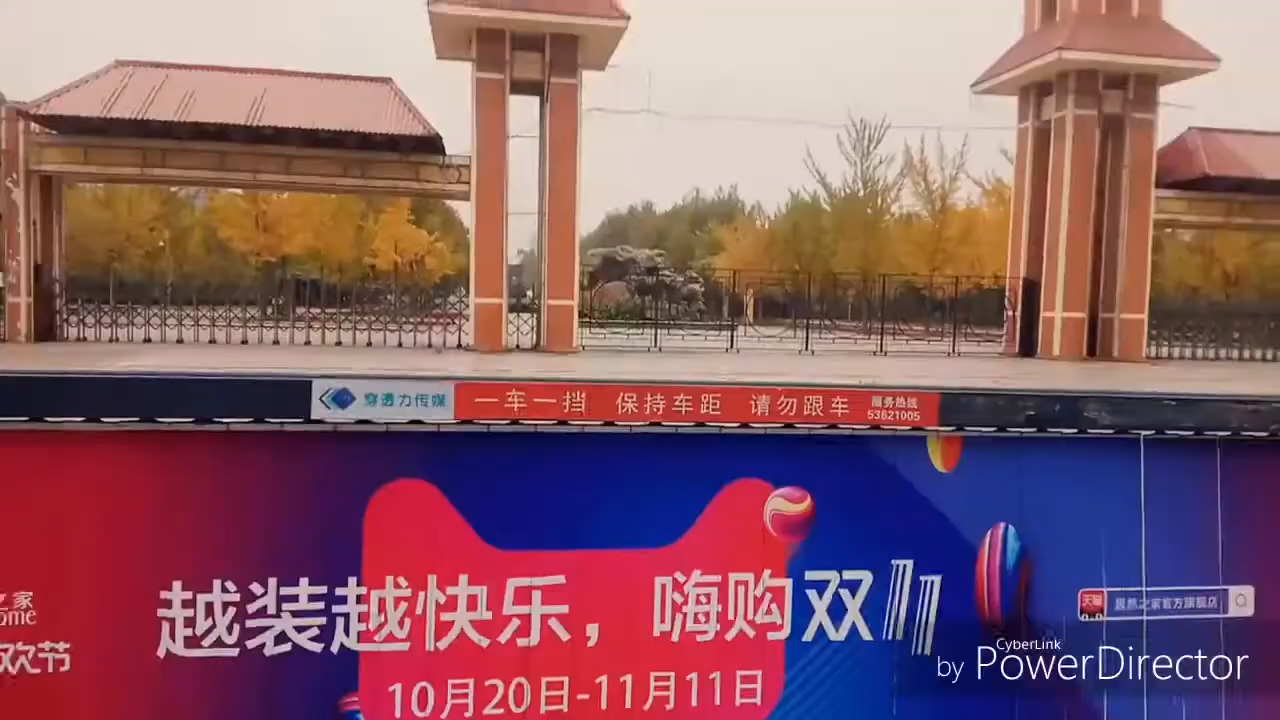 穿透力传媒
一车一挡 保持车距 请勿跟车
服务热线
53621005
之家
ome
欢节
越装越快乐，嗨购双11
10月20日-11月11日
天猫 居然之家官方旗舰店
CyberLink
by PowerDirector